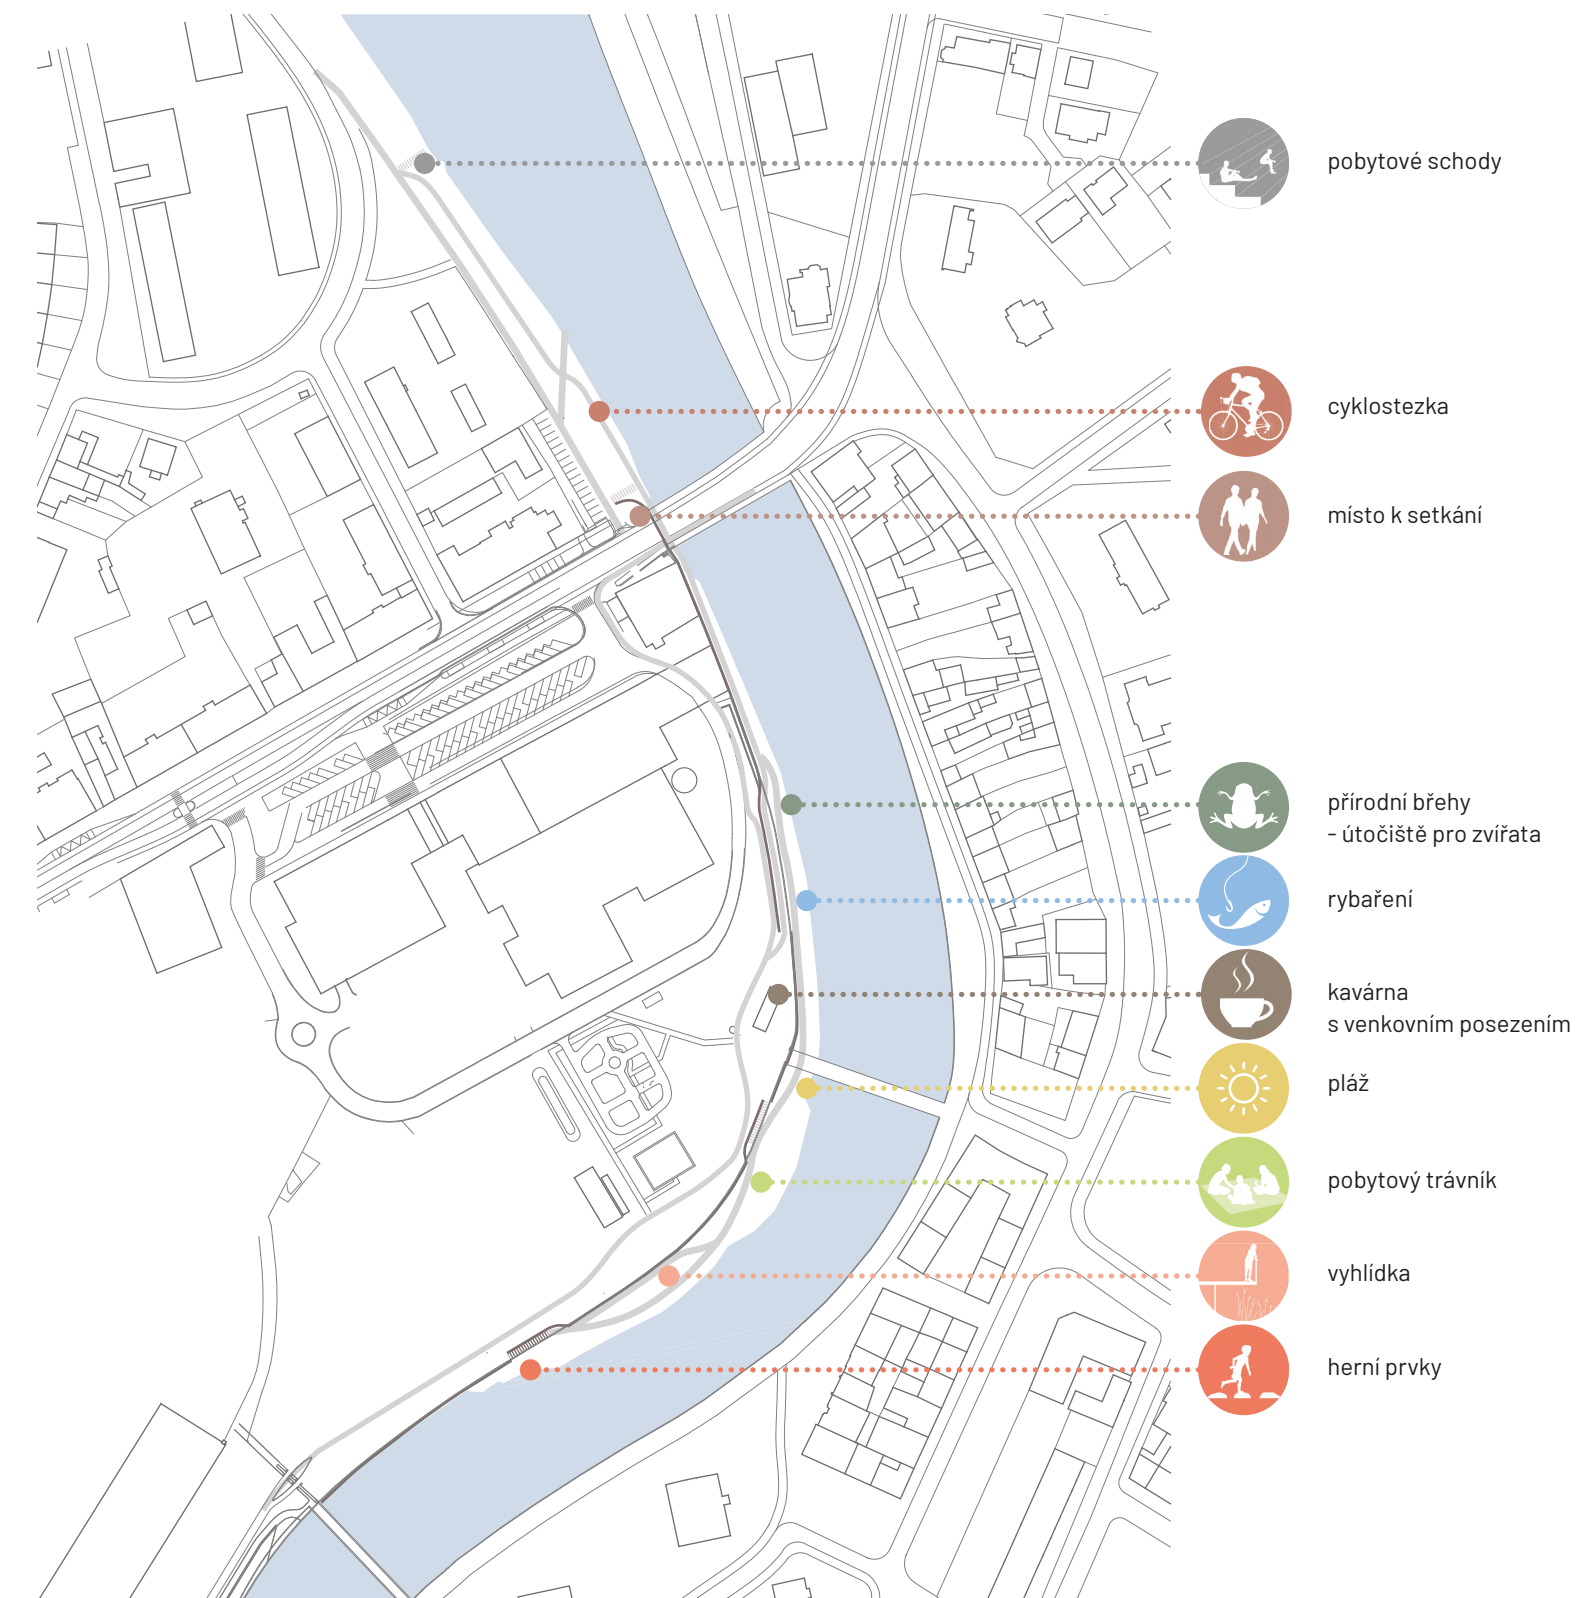 pobytové schody
cyklostezka
místo k setkání
přírodní břehy
- útočiště pro zvířata
rybaření
kavárna
s venkovním posezením
pláž
pobytový trávník
vyhlídka
herní prvky